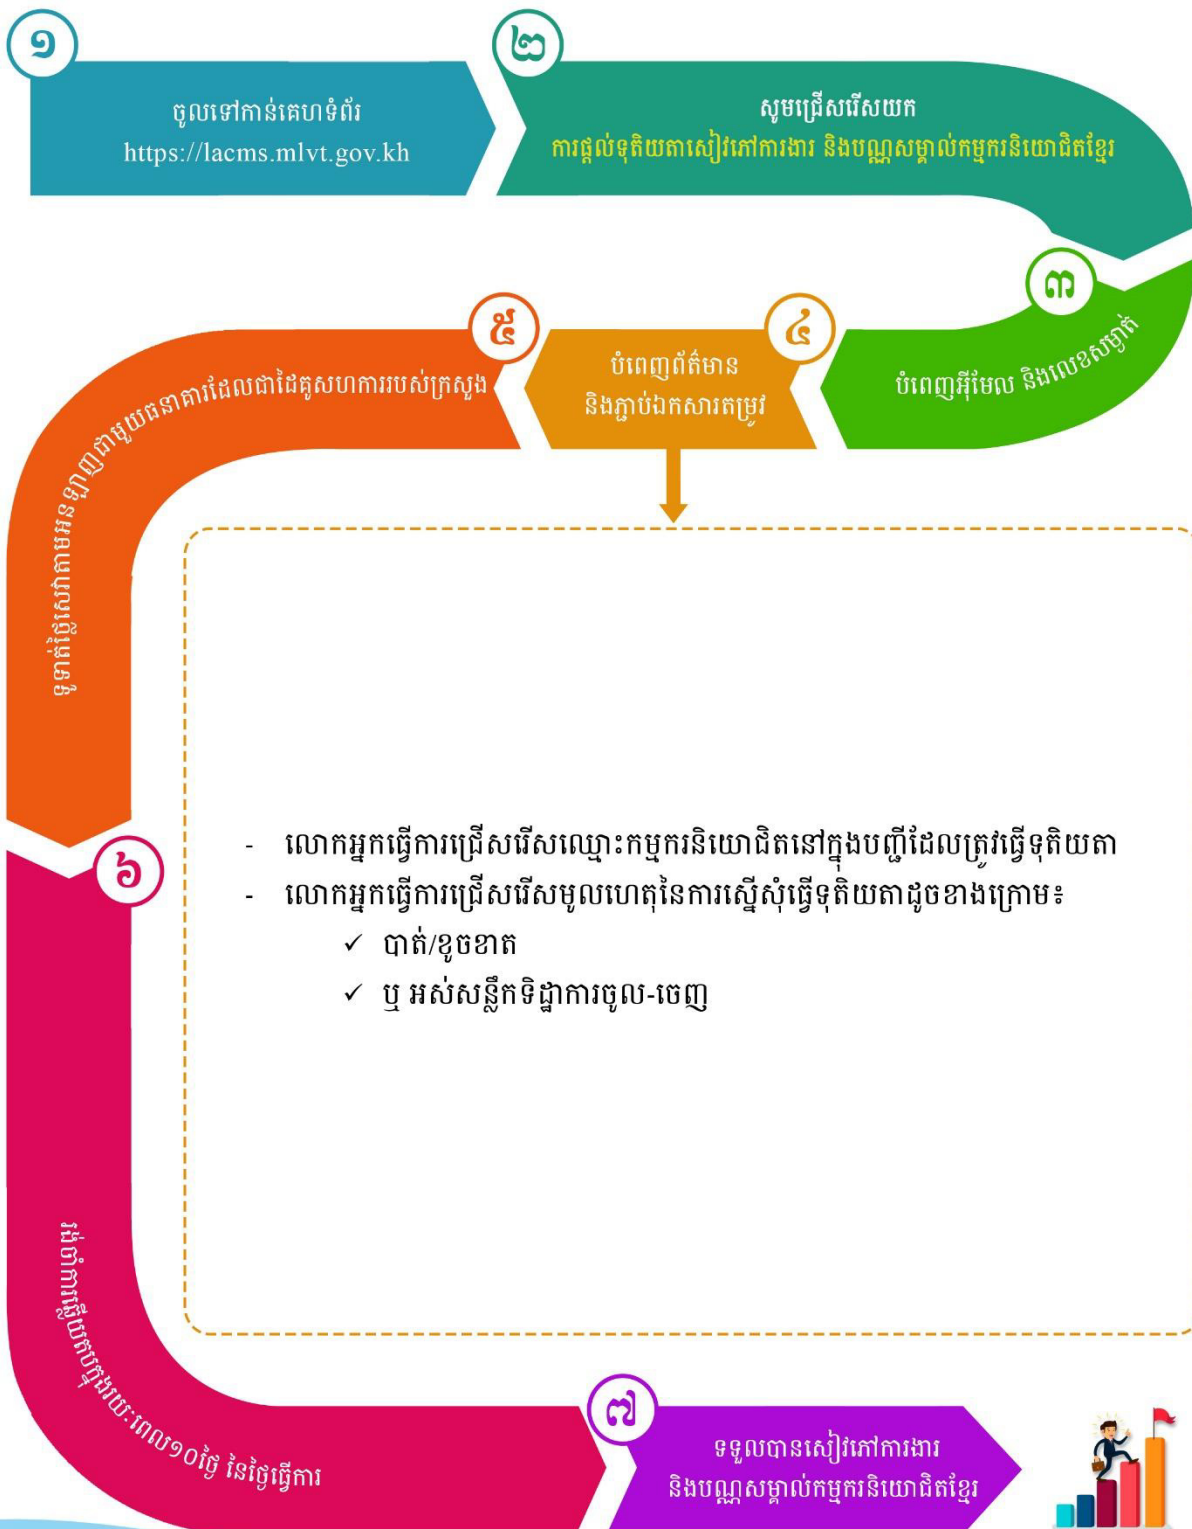 ១
ចូលទៅកាន់គេហទំព័រ
https://lacms.mlvt.gov.kh
២
សូមជ្រើសរើសយក
ការផ្តល់ទុតិយតាសៀវភៅការងារ និងបណ្ណសម្គាល់កម្មករនិយោជិតខ្មែរ
៣
បំពេញអ៊ីមែល និងលេខសម្ងាត់
៤
បំពេញព័ត៌មាន
និងភ្ជាប់ឯកសារតម្រូវ
- លោកអ្នកធ្វើការជ្រើសរើសឈ្មោះកម្មករនិយោជិតនៅក្នុងបញ្ជីដែលត្រូវធ្វើទុតិយតា
- លោកអ្នកធ្វើការជ្រើសរើសមូលហេតុនៃការស្នើសុំធ្វើទុតិយតាដូចខាងក្រោម៖
✓ បាត់/ខូចខាត
✓ ឬ អស់សន្លឹកទិដ្ឋាការចូល-ចេញ
៥
ទូទាត់ថ្លៃសេវាតាមអនឡាញជាមួយធនាគារដែលជាដៃគូសហការរបស់ក្រសួង
៦
រង់ចាំការឆ្លើយតបក្នុងរយៈពេល១០ថ្ងៃ នៃថ្ងៃធ្វើការ
៧
ទទួលបានសៀវភៅការងារ
និងបណ្ណសម្គាល់កម្មករនិយោជិតខ្មែរ